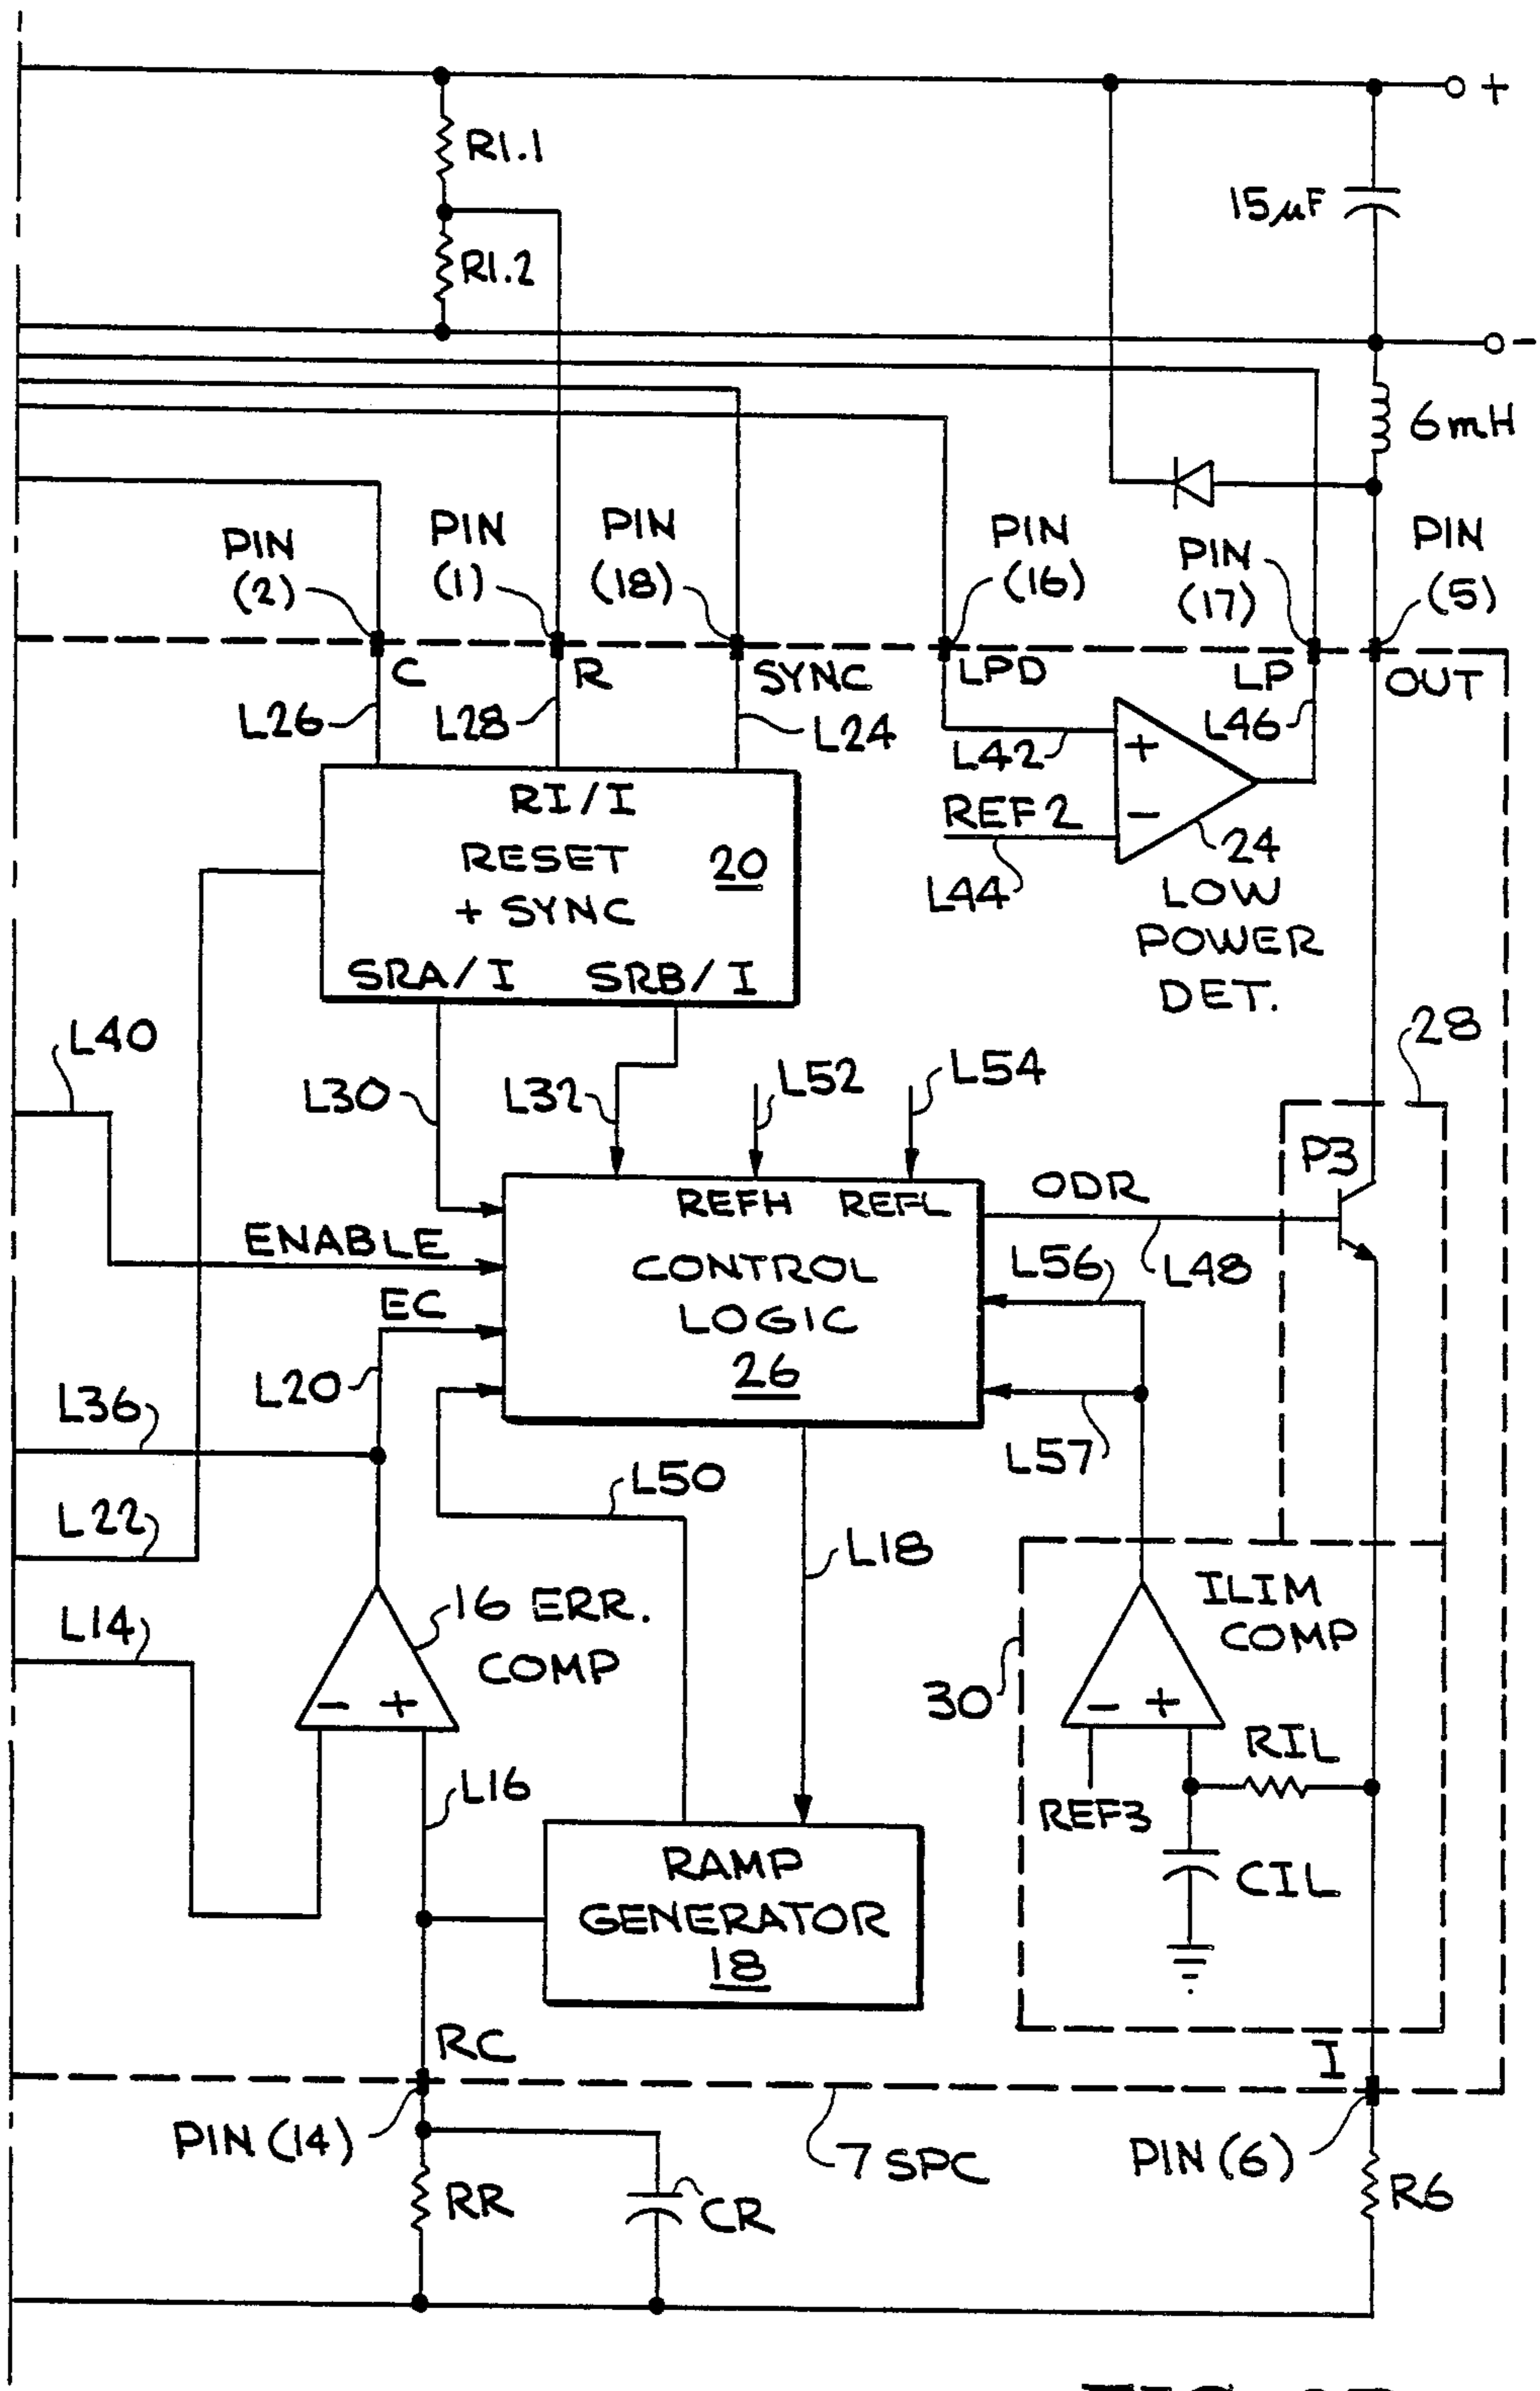 +
R1.1
15µF
R1.2
-
6mH
PIN
(2)
PIN
(1)
PIN
(18)
PIN
(16)
PIN
(17)
PIN
(5)
C
R
SYNC
LPD
LP
OUT
L26
L28
L24
L42
L46
+
-
RI/I
RESET
+ SYNC
20
SRA/I
SRB/I
REF 2
L44
24
LOW
POWER
DET.
L40
L30
L32
L52
L54
28
P3
REFH
REFL
ODR
ENABLE
CONTROL
LOGIC
26
L56
L48
EC
L20
L36
L57
L50
L22
L18
16 ERR.
COMP
L14
- +
ILIM
COMP
30
- +
RIL
L16
REF3
RAMP
GENERATOR
18
CIL
RC
I
PIN (14)
7 SPC
PIN (6)
RR
CR
R6